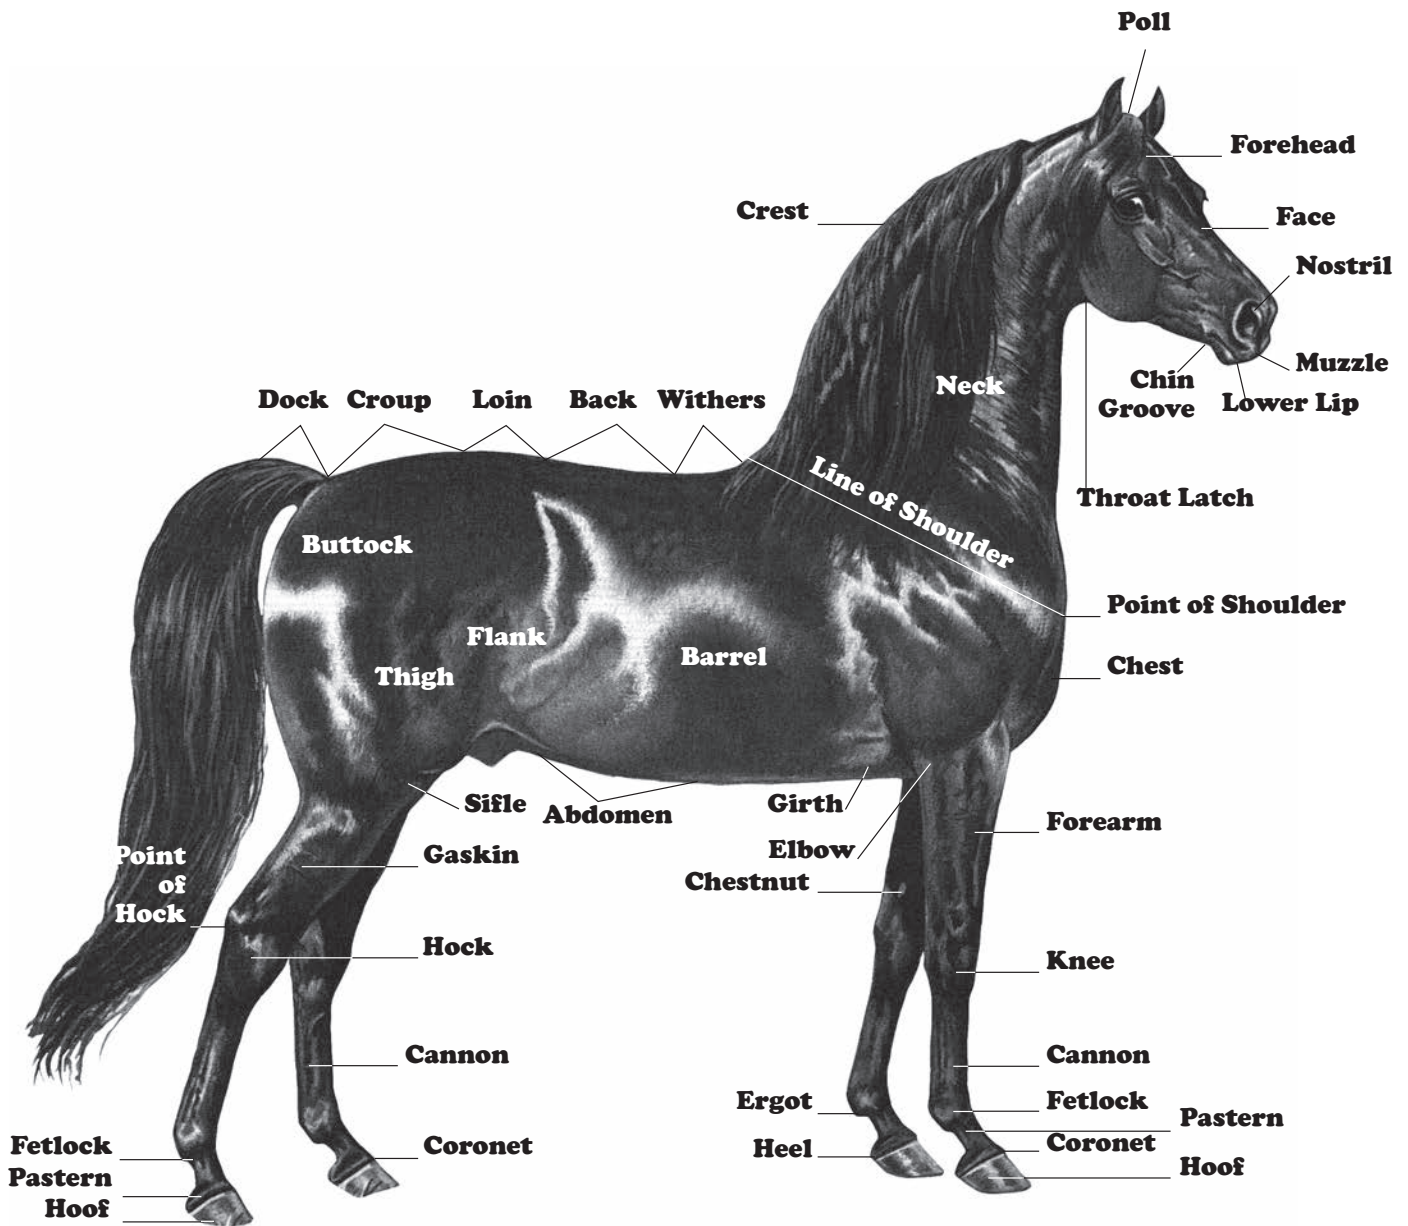 Poll
Forehead
Crest
Face
Nostril
Muzzle
Chin
Groove
Lower Lip
Neck
Dock
Croup
Loin
Back
Withers
Line of Shoulder
Throat Latch
Buttock
Point of Shoulder
Flank
Barrel
Thigh
Chest
Sifle
Abdomen
Girth
Forearm
Elbow
Point
of
Hock
Gaskin
Chestnut
Hock
Knee
Cannon
Cannon
Ergot
Fetlock
Pastern
Fetlock
Coronet
Heel
Coronet
Hoof
Pastern
Hoof